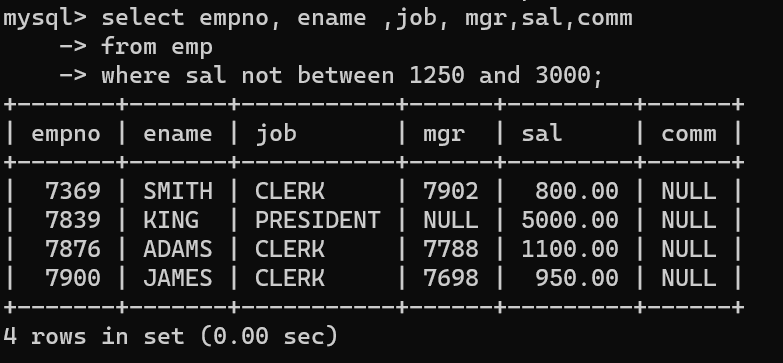 mysql> select empno, ename ,job, mgr,sal,comm
    -> from emp
    -> where sal not between 1250 and 3000;
+-------+-------+-----------+------+---------+------+
| empno | ename | job       | mgr  | sal     | comm |
+-------+-------+-----------+------+---------+------+
|  7369 | SMITH | CLERK     | 7902 |  800.00 | NULL |
|  7839 | KING  | PRESIDENT | NULL | 5000.00 | NULL |
|  7876 | ADAMS | CLERK     | 7788 | 1100.00 | NULL |
|  7900 | JAMES | CLERK     | 7698 |  950.00 | NULL |
+-------+-------+-----------+------+---------+------+
4 rows in set (0.00 sec)